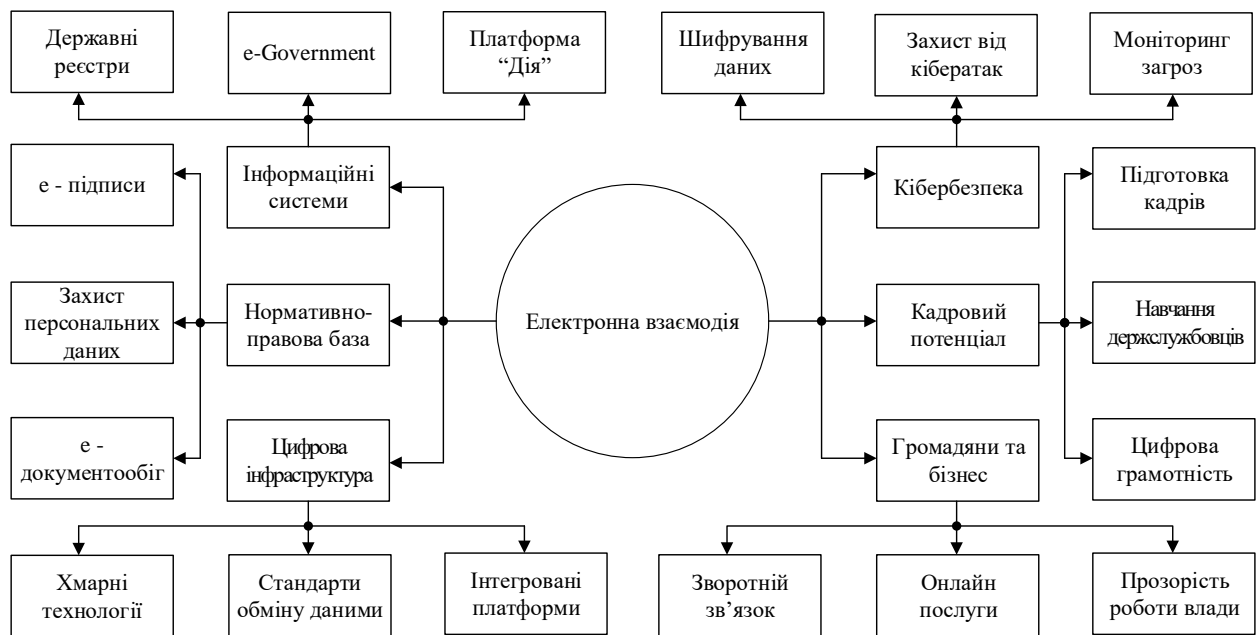 Державні
реєстри
e-Government
Платформа
“Дія”
Шифрування
даних
Захист від
кібератак
Моніторинг
загроз
е - підписи
Інформаційні
системи
Кібербезпека
Підготовка
кадрів
Захист
персональних
даних
Нормативно-
правова база
Електронна взаємодія
Кадровий
потенціал
Навчання
держслужбовців
е -
документообіг
Цифрова
інфраструктура
Громадяни та
бізнес
Цифрова
грамотність
Хмарні
технології
Стандарти
обміну даними
Інтегровані
платформи
Зворотній
зв’язок
Онлайн
послуги
Прозорість
роботи влади